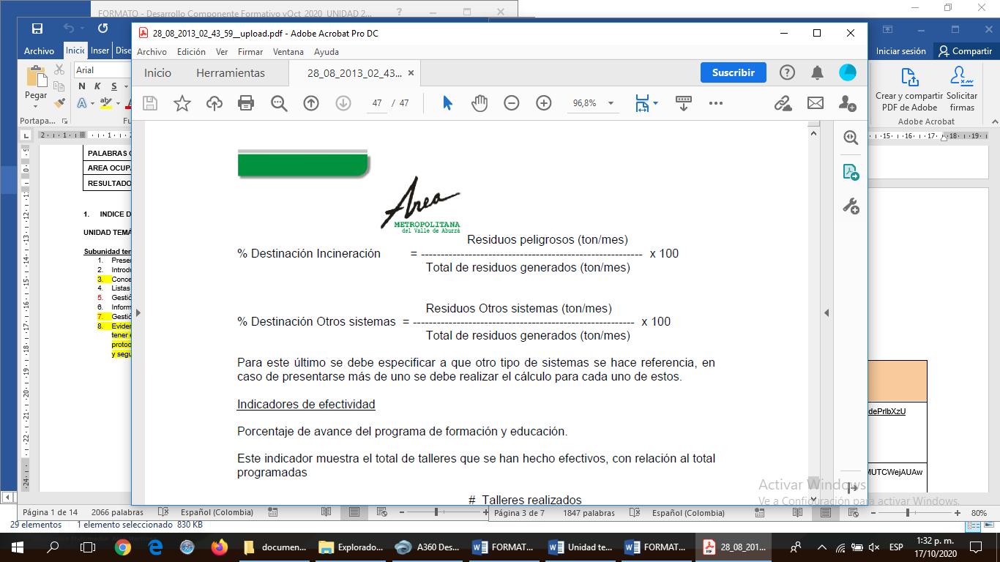 FORMATO - Desarrollo Componente Formativo vOct_2020_UNIDAD 2...
Archivo
Inicio
Inser
Dise
Iniciar sesión
Compartir
Pegar
Arial
N K S
Portapa...
Crear y compartir
PDF de Adobe
Solicitar
firmas
Adobe Acrobat
28_08_2013_02_43_59__upload.pdf - Adobe Acrobat Pro DC
Archivo Edición Ver Firmar Ventana Ayuda
Inicio Herramientas 28_08_2013_02_43... ×
Suscribir
47 / 47
96,8%
PALABRAS
AREA OCUPA
RESULTADO
1. INDICE D
UNIDAD TEMÁ
Subunidad tem
1. Presen
2. Introdu
3. Conce
4. Listas
5. Gestió
6. Inform
7. Gestió
8. Eviden
tener e
protoc
y segu
Area
METROPOLITANA
del Valle de Aburrá
Residuos peligrosos (ton/mes)
% Destinación Incineración = -------------------------------------------------------- x 100
Total de residuos generados (ton/mes)
Residuos Otros sistemas (ton/mes)
% Destinación Otros sistemas = -------------------------------------------------------- x 100
Total de residuos generados (ton/mes)
Para este último se debe especificar a que otro tipo de sistemas se hace referencia, en
caso de presentarse más de uno se debe realizar el cálculo para cada uno de estos.
Indicadores de efectividad
Porcentaje de avance del programa de formación y educación.
Este indicador muestra el total de talleres que se han hecho efectivos, con relación al total
programadas
# Talleres realizados
dePrIbXzU
MUTCWejAUAw
Activar Windows
Ve a Configuración para activar Windows.
Página 1 de 14 2066 palabras Español (Colombia)
Página 3 de 7 1847 palabras Español (Colombia)
80%
29 elementos 1 elemento seleccionado 830 KB
documen...
Explorado...
A360 Des...
FORMAT...
Unidad te...
FORMAT...
28_08_201...
ESP
1:32 p. m.
17/10/2020